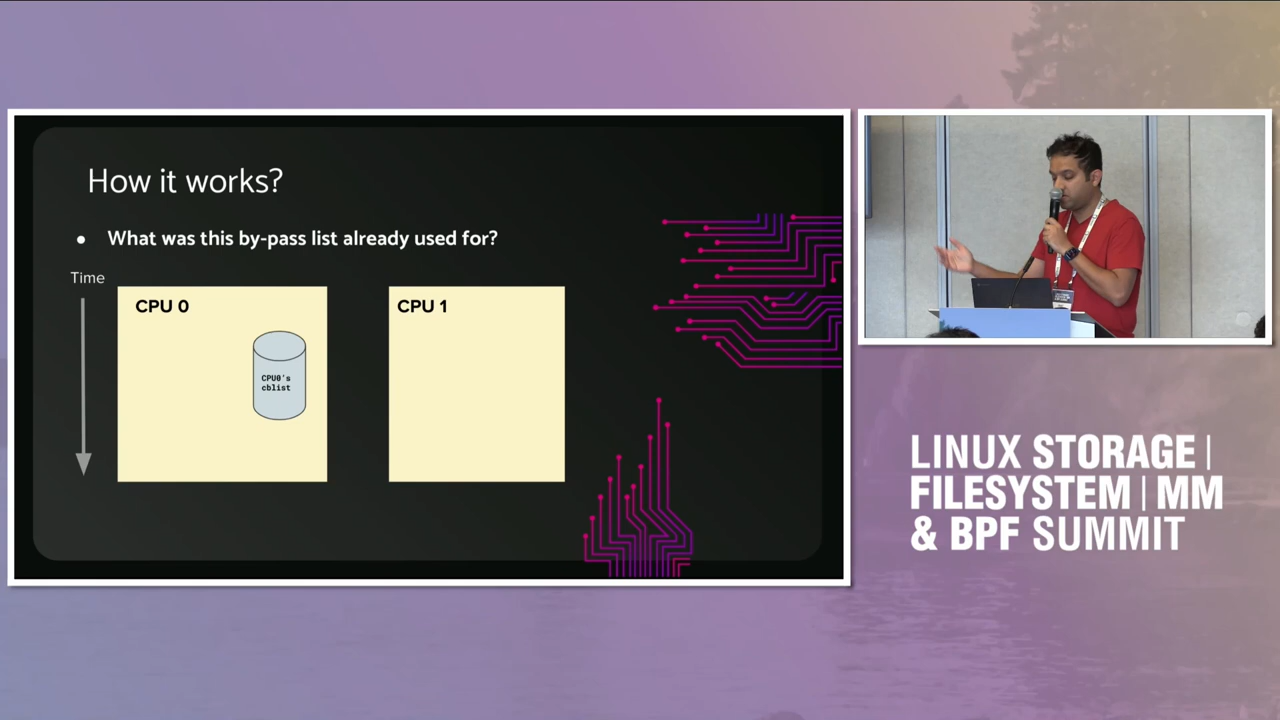 How it works?
● What was this by-pass list already used for?
Time
CPU 0
CPU0's
cblist
CPU 1
LINUX STORAGE |
FILESYSTEM | MM
& BPF SUMMIT